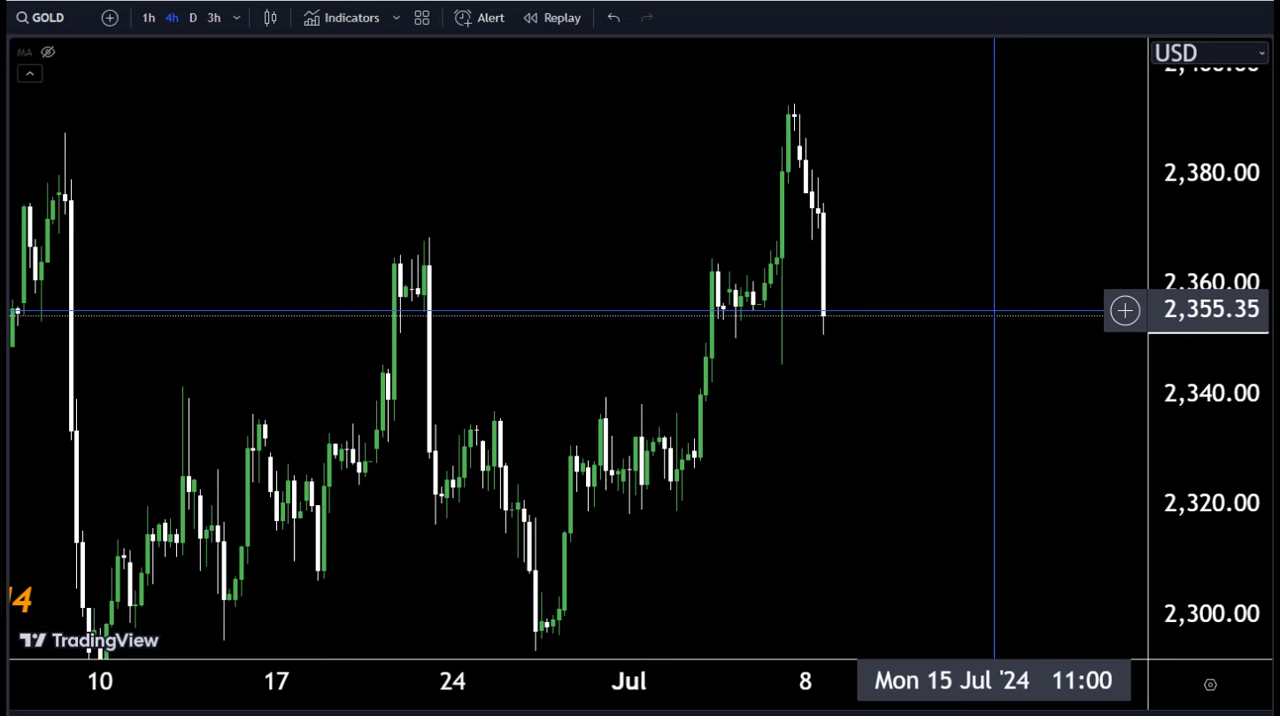 GOLD 1h 4h D 3h Indicators Alert Replay
MA
USD
2,380.00
2,360.00
2,355.35
2,340.00
2,320.00
2,300.00
14
TradingView
10 17 24 Jul 8 Mon 15 Jul '24 11:00